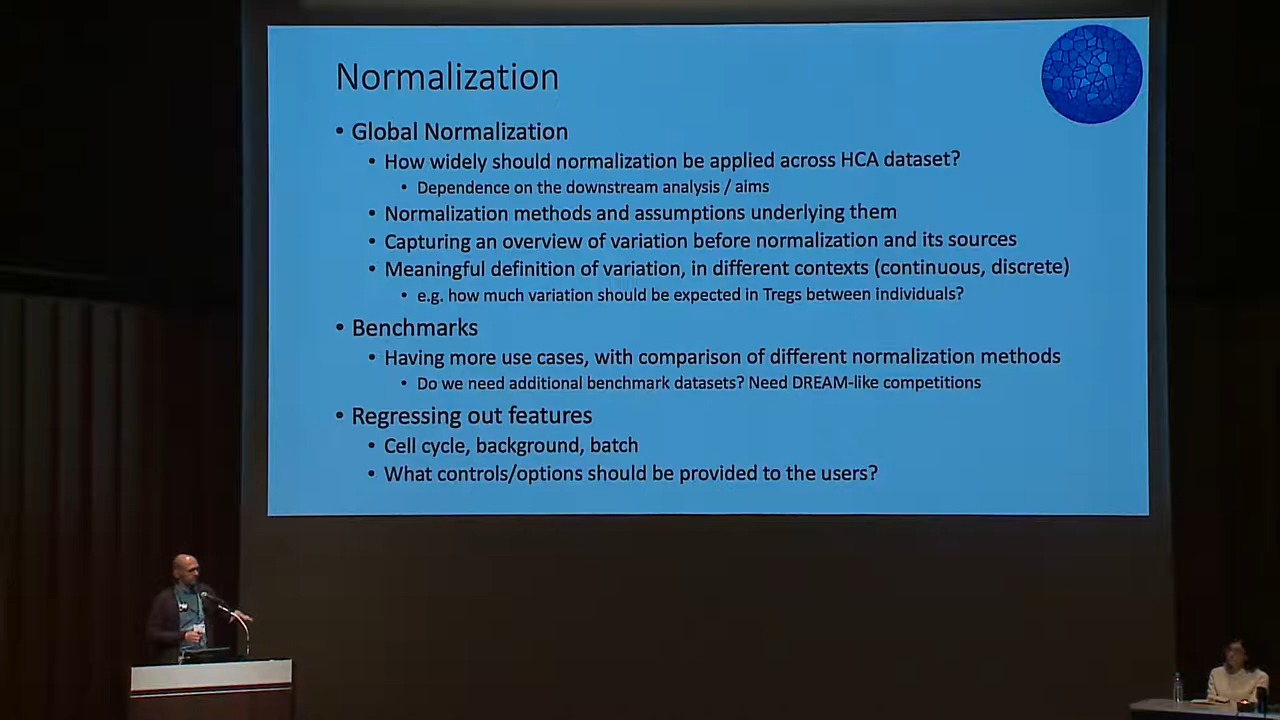 Normalization
• Global Normalization
• How widely should normalization be applied across HCA dataset?
• Dependence on the downstream analysis / aims
• Normalization methods and assumptions underlying them
• Capturing an overview of variation before normalization and its sources
• Meaningful definition of variation, in different contexts (continuous, discrete)
• e.g. how much variation should be expected in Tregs between individuals?
• Benchmarks
• Having more use cases, with comparison of different normalization methods
• Do we need additional benchmark datasets? Need DREAM-like competitions
• Regressing out features
• Cell cycle, background, batch
• What controls/options should be provided to the users?